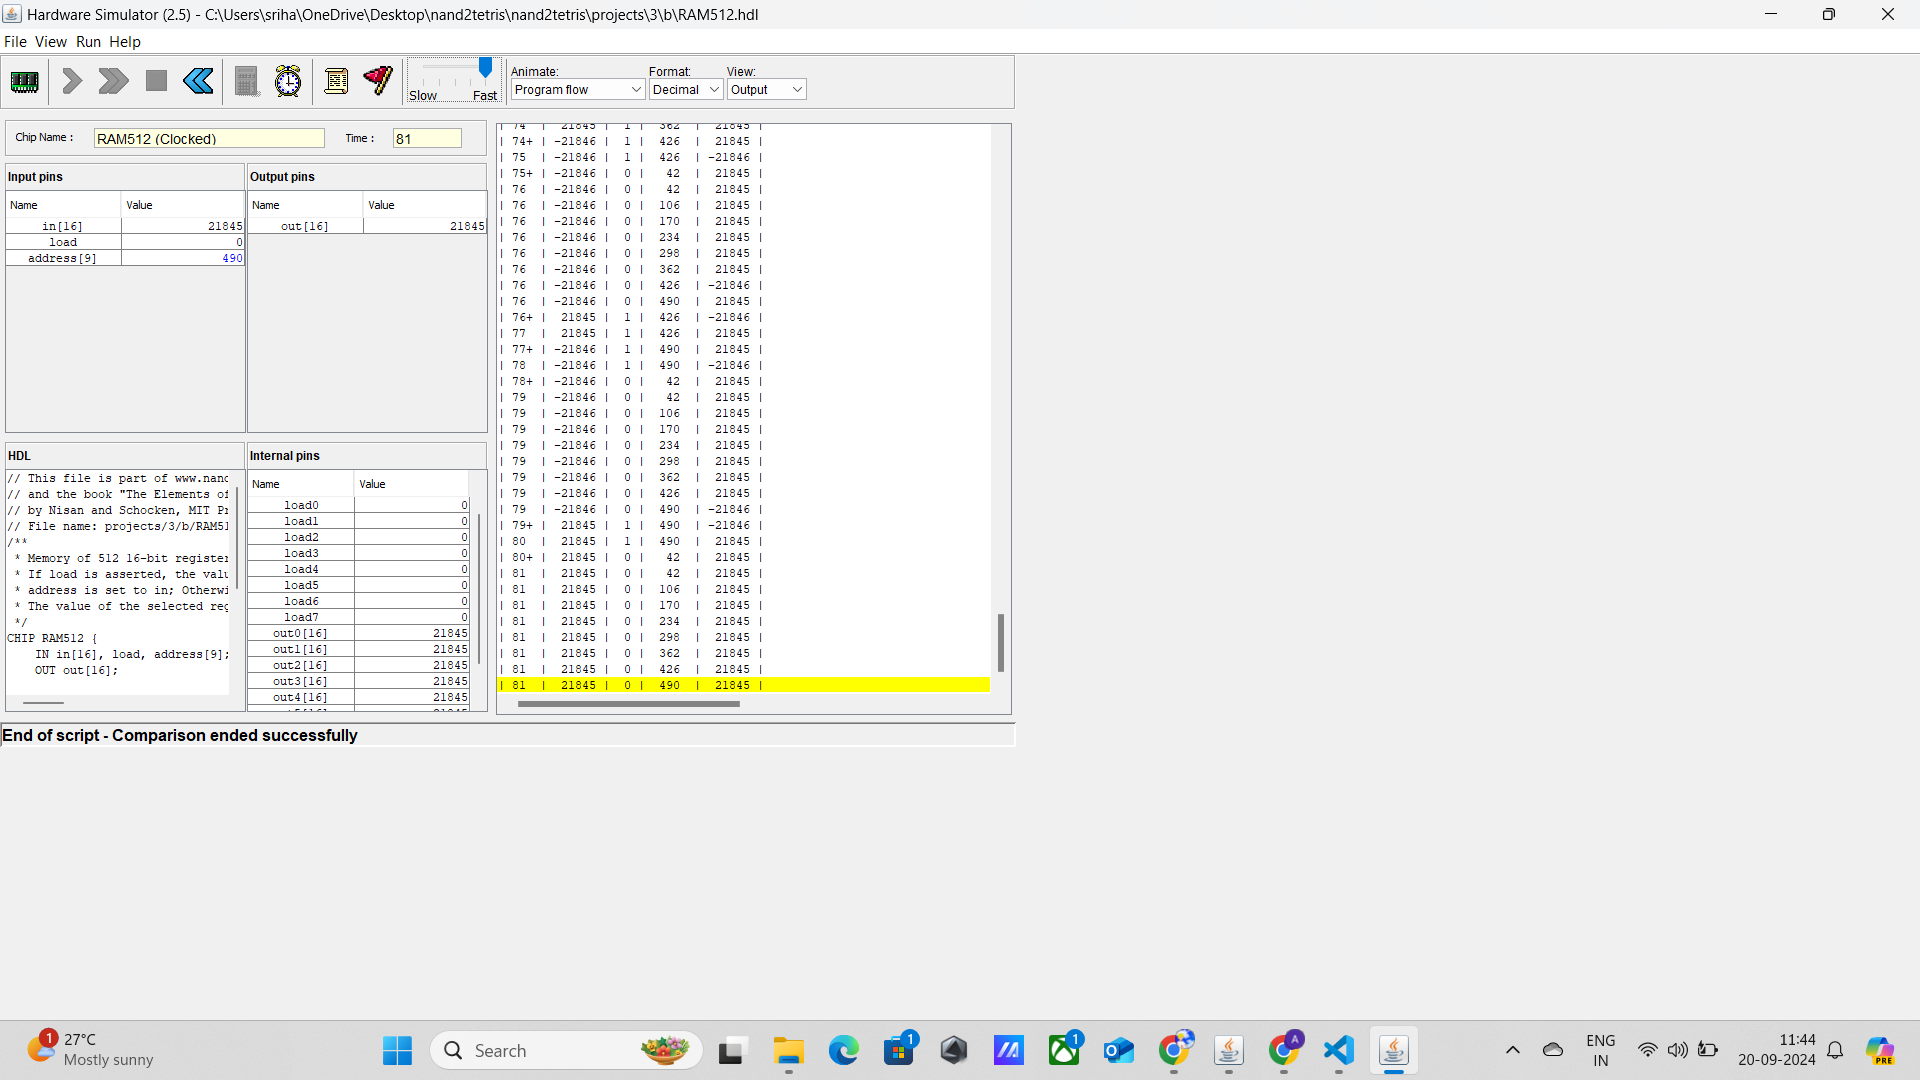 Hardware Simulator (2.5) - C:\Users\sriha\OneDrive\Desktop\nand2tetris\nand2tetris\projects\3\b\RAM512.hdl
File View Run Help
Slow Fast
Animate: Format: View:
Program flow Decimal Output
Chip Name : RAM512 (Clocked) Time : 81
Input pins
Name Value
in[16] 21845
load 0
address[9] 490
Output pins
Name Value
out[16] 21845
HDL
// This file is part of www.nand
// and the book "The Elements of
// by Nisan and Schocken, MIT Pr
// File name: projects/3/b/RAM51
/**
* Memory of 512 16-bit register
* If load is asserted, the valu
* address is set to in; Otherwi
* The value of the selected reg
*/
CHIP RAM512 {
IN in[16], load, address[9];
OUT out[16];
Internal pins
Name Value
load0 0
load1 0
load2 0
load3 0
load4 0
load5 0
load6 0
load7 0
out0[16] 21845
out1[16] 21845
out2[16] 21845
out3[16] 21845
out4[16] 21845
| 74 | 21845 | 1 | 362 | 21845 |
| 74+ | -21846 | 1 | 426 | 21845 |
| 75 | -21846 | 1 | 426 | -21846 |
| 75+ | -21846 | 0 | 42 | 21845 |
| 76 | -21846 | 0 | 42 | 21845 |
| 76 | -21846 | 0 | 106 | 21845 |
| 76 | -21846 | 0 | 170 | 21845 |
| 76 | -21846 | 0 | 234 | 21845 |
| 76 | -21846 | 0 | 298 | 21845 |
| 76 | -21846 | 0 | 362 | 21845 |
| 76 | -21846 | 0 | 426 | -21846 |
| 76 | -21846 | 0 | 490 | 21845 |
| 76+ | 21845 | 1 | 426 | -21846 |
| 77 | 21845 | 1 | 426 | 21845 |
| 77+ | -21846 | 1 | 490 | 21845 |
| 78 | -21846 | 1 | 490 | -21846 |
| 78+ | -21846 | 0 | 42 | 21845 |
| 79 | -21846 | 0 | 42 | 21845 |
| 79 | -21846 | 0 | 106 | 21845 |
| 79 | -21846 | 0 | 170 | 21845 |
| 79 | -21846 | 0 | 234 | 21845 |
| 79 | -21846 | 0 | 298 | 21845 |
| 79 | -21846 | 0 | 362 | 21845 |
| 79 | -21846 | 0 | 426 | 21845 |
| 79 | -21846 | 0 | 490 | -21846 |
| 79+ | 21845 | 1 | 490 | -21846 |
| 80 | 21845 | 1 | 490 | 21845 |
| 80+ | 21845 | 0 | 42 | 21845 |
| 81 | 21845 | 0 | 42 | 21845 |
| 81 | 21845 | 0 | 106 | 21845 |
| 81 | 21845 | 0 | 170 | 21845 |
| 81 | 21845 | 0 | 234 | 21845 |
| 81 | 21845 | 0 | 298 | 21845 |
| 81 | 21845 | 0 | 362 | 21845 |
| 81 | 21845 | 0 | 426 | 21845 |
| 81 | 21845 | 0 | 490 | 21845 |
End of script - Comparison ended successfully
1
27°C
Mostly sunny
Search
1
1
A
ENG
IN
11:44
20-09-2024
PRE